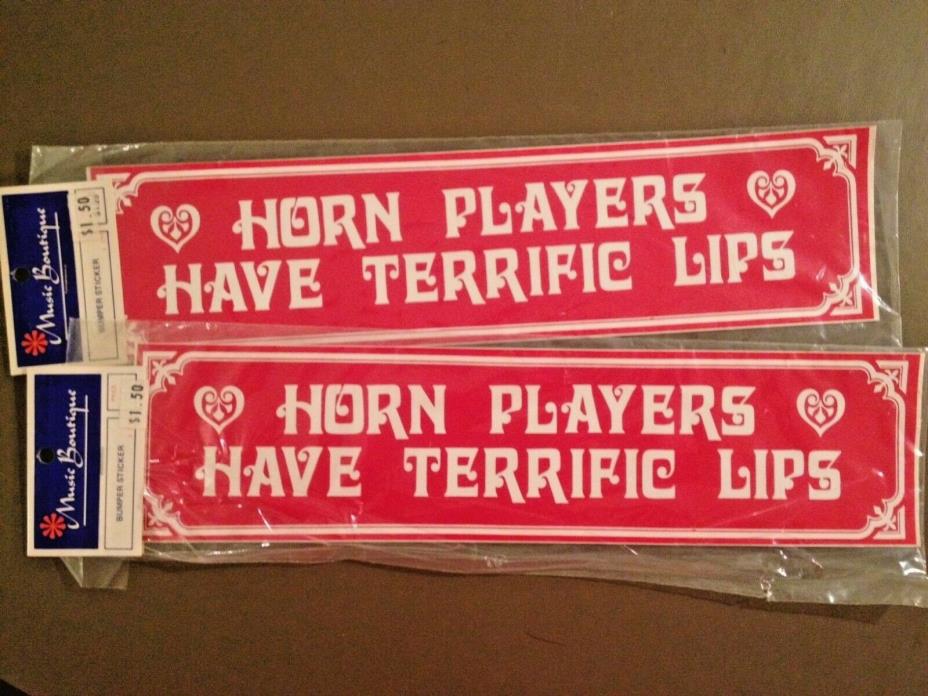 HORN PLAYERS
HAVE TERRIFIC LIPS
Music Boutique
BUMPER STICKER
$1.50
HORN PLAYERS
HAVE TERRIFIC LIPS
Music Boutique
BUMPER STICKER
$1.50